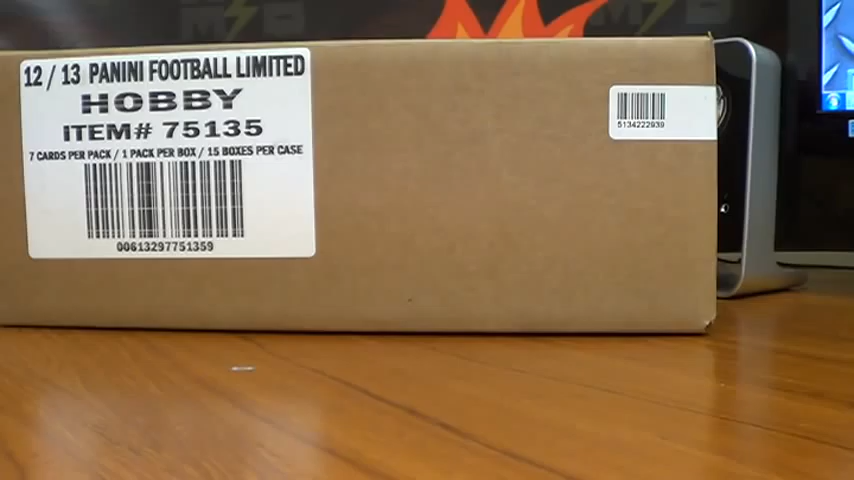 12 / 13 PANINI FOOTBALL LIMITED
HOBBY
ITEM# 75135
7 CARDS PER PACK / 1 PACK PER BOX / 15 BOXES PER CASE
00613297751359
5134222939